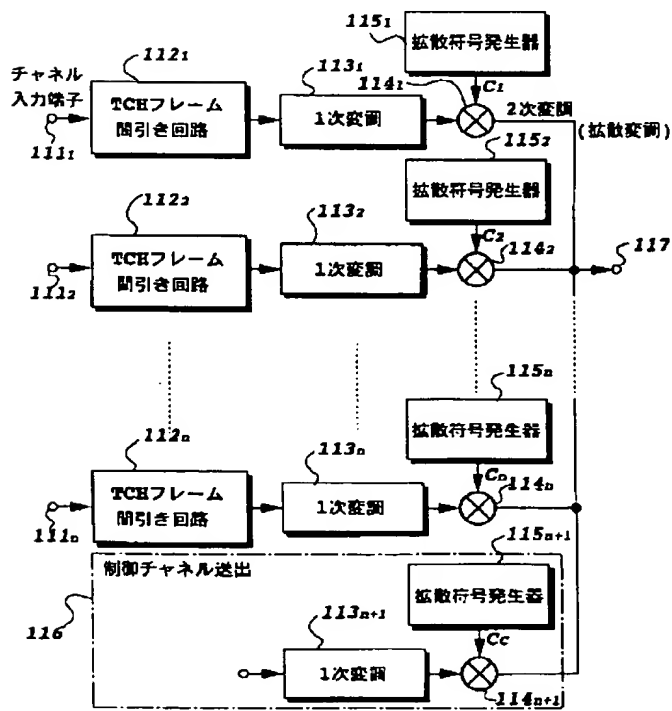 115₁
拡散符号発生器
112₁
113₁
114₁
C₁
チャネル
入力端子
TCHフレーム
間引き回路
1次変調
2次変調
(拡散変調)
111₁
115₂
拡散符号発生器
112₂
113₂
C₂
114₂
117
TCHフレーム
間引き回路
1次変調
111₂
115ₙ
拡散符号発生器
112ₙ
113ₙ
Cₙ
114ₙ
TCHフレーム
間引き回路
1次変調
111ₙ
制御チャネル送出
115ₙ₊₁
拡散符号発生器
116
113ₙ₊₁
Cc
1次変調
114ₙ₊₁